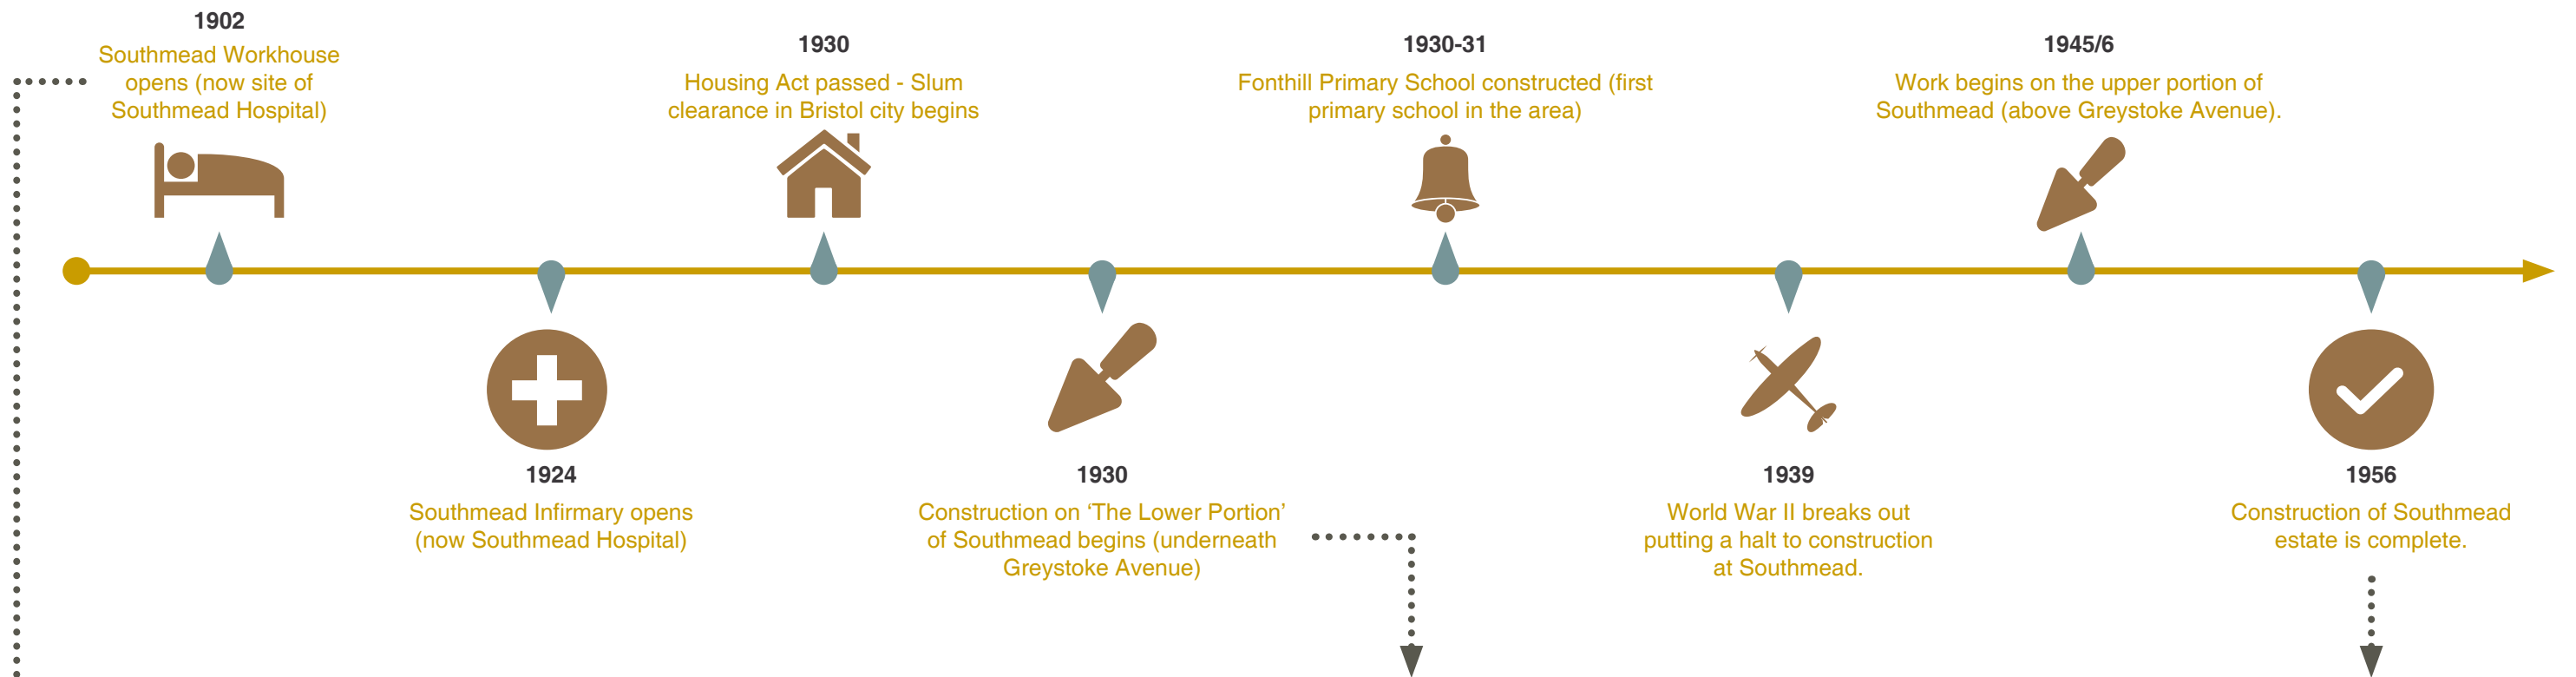 1902
Southmead Workhouse
opens (now site of
Southmead Hospital)
1924
Southmead Infirmary opens
(now Southmead Hospital)
1930
Housing Act passed - Slum
clearance in Bristol city begins
1930
Construction on ‘The Lower Portion’
of Southmead begins (underneath
Greystoke Avenue)
1930-31
Fonthill Primary School constructed (first
primary school in the area)
1939
World War II breaks out
putting a halt to construction
at Southmead.
1945/6
Work begins on the upper portion of
Southmead (above Greystoke Avenue).
1956
Construction of Southmead
estate is complete.